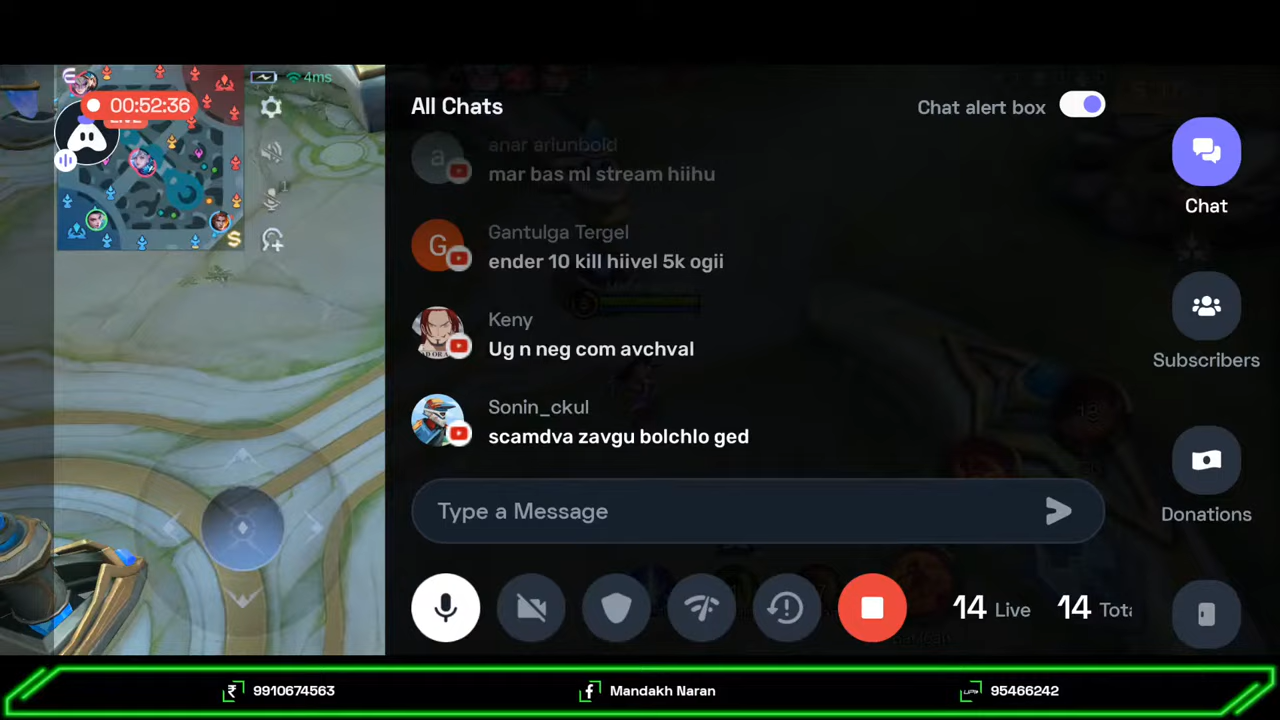 4ms
00:52:36
1
All Chats
Chat alert box
anar ariunbold
mar bas ml stream hiihu
Gantulga Tergel
ender 10 kill hiivel 5k ogii
Keny
Ug n neg com avchval
Sonin_ckul
scamdva zavgu bolchlo ged
Type a Message
Chat
Subscribers
Donations
14 Live
14 Tota
9910674563
Mandakh Naran
95466242